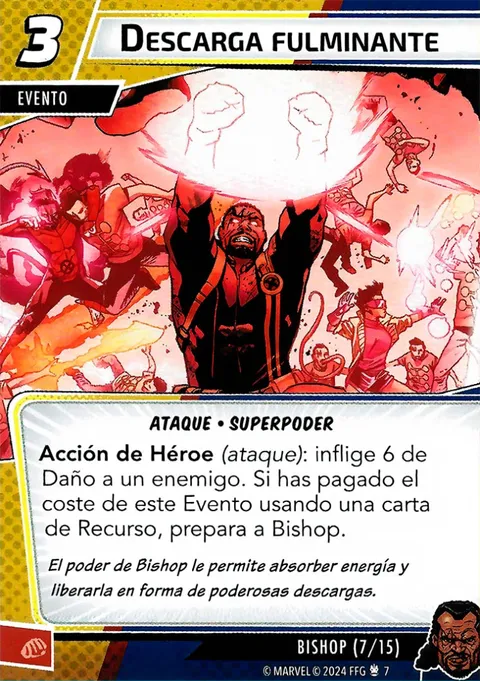 3
DESCARGA FULMINANTE
EVENTO
ATAQUE • SUPERPODER
Acción de Héroe (ataque): inflige 6 de
Daño a un enemigo. Si has pagado el
coste de este Evento usando una carta
de Recurso, prepara a Bishop.
El poder de Bishop le permite absorber energía y
liberarla en forma de poderosas descargas.
BISHOP (7/15)
© MARVEL © 2024 FFG 7